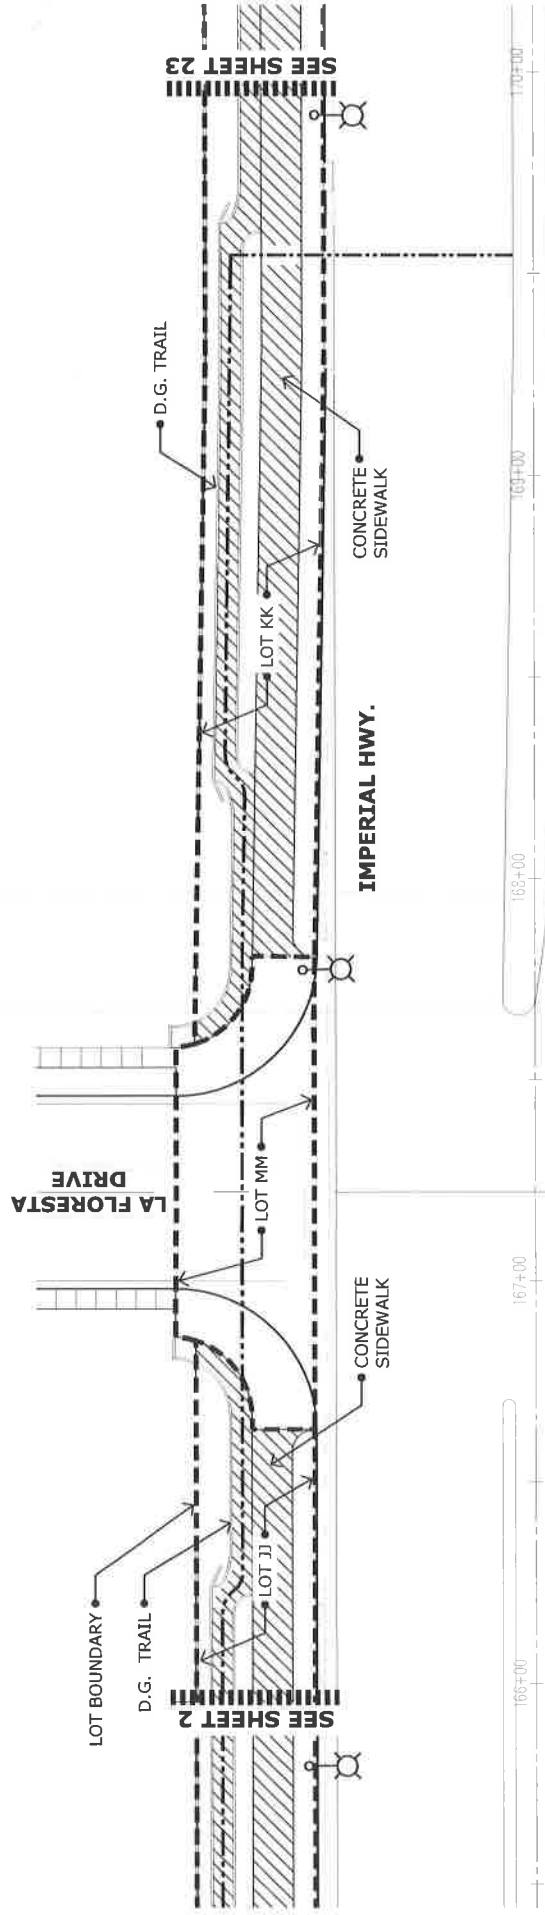 SEE SHEET 2
LOT BOUNDARY
D.G. TRAIL
LOT JJ
CONCRETE
SIDEWALK
LA FLORESTA
DRIVE
LOT MM
IMPERIAL HWY.
LOT KK
D.G. TRAIL
CONCRETE
SIDEWALK
SEE SHEET 23
166+00
167+00
168+00
169+00
170+00